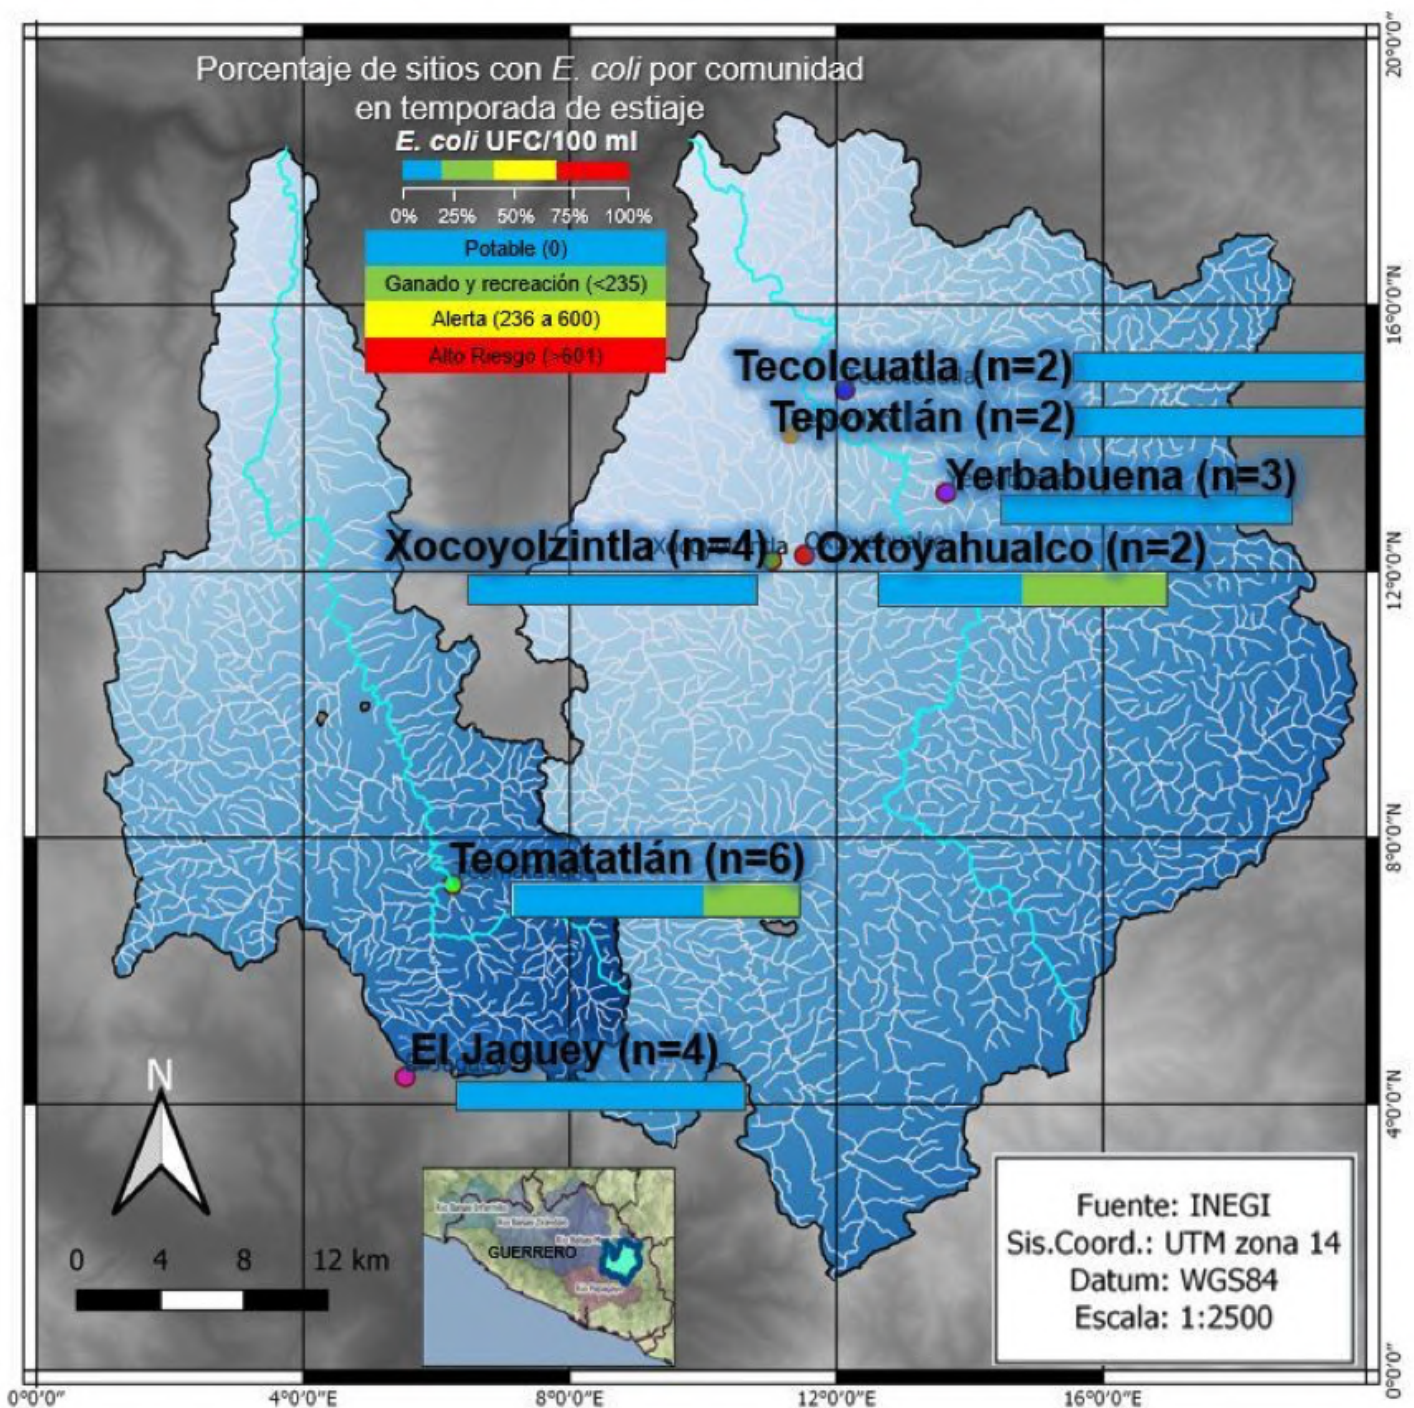 Porcentaje de sitios con E. coli por comunidad
en temporada de estiaje
E. coli UFC/100 ml
0% 25% 50% 75% 100%
Potable (0)
Ganado y recreación (<235)
Alerta (236 a 600)
Alto Riesgo (>601)
20°0'0"
16°0'0"N
12°0'0"N
8°0'0"N
4°0'0"N
0°0'0"
Tecolcuatla (n=2)
Tepoxtlán (n=2)
Yerbabuena (n=3)
Xocoyolzintla (n=4)
Oxtoyahualco (n=2)
Teomatatlán (n=6)
El Jaguey (n=4)
N
0 4 8 12 km
GUERRERO
Fuente: INEGI
Sis.Coord.: UTM zona 14
Datum: WGS84
Escala: 1:2500
0°0'0" 4°0'0"E 8°0'0"E 12°0'0"E 16°0'0"E